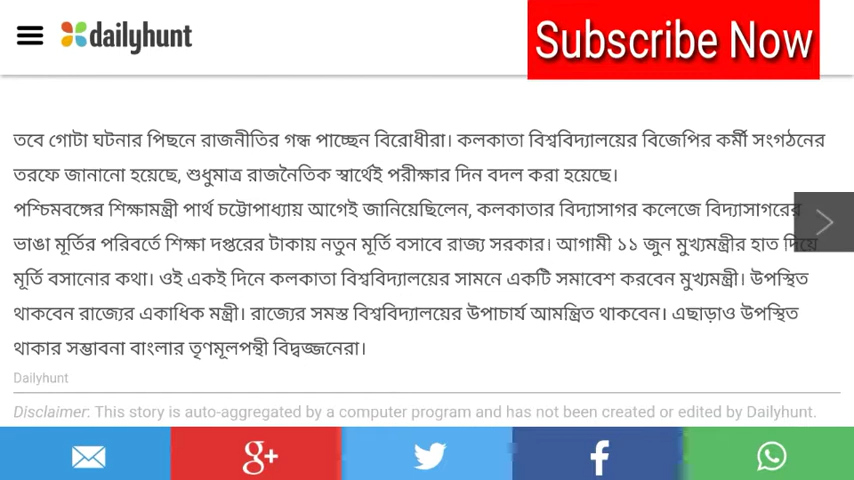 dailyhunt
Subscribe Now
তবে গোটা ঘটনার পিছনে রাজনীতির গন্ধ পাচ্ছেন বিরোধীরা। কলকাতা বিশ্ববিদ্যালয়ের বিজেপির কর্মী সংগঠনের
তরফে জানানো হয়েছে, শুধুমাত্র রাজনৈতিক স্বার্থেই পরীক্ষার দিন বদল করা হয়েছে।
পশ্চিমবঙ্গের শিক্ষামন্ত্রী পার্থ চট্টোপাধ্যায় আগেই জানিয়েছিলেন, কলকাতার বিদ্যাসাগর কলেজে বিদ্যাসাগরের
ভাঙা মূর্তির পরিবর্তে শিক্ষা দপ্তরের টাকায় নতুন মূর্তি বসাবে রাজ্য সরকার। আগামী ১১ জুন মুখ্যমন্ত্রীর হাত দিয়ে
মূর্তি বসানোর কথা। ওই একই দিনে কলকাতা বিশ্ববিদ্যালয়ের সামনে একটি সমাবেশ করবেন মুখ্যমন্ত্রী। উপস্থিত
থাকবেন রাজ্যের একাধিক মন্ত্রী। রাজ্যের সমস্ত বিশ্ববিদ্যালয়ের উপাচার্য আমন্ত্রিত থাকবেন। এছাড়াও উপস্থিত
থাকার সম্ভাবনা বাংলার তৃণমূলপন্থী বিদ্বজ্জনেরা।
Dailyhunt
Disclaimer: This story is auto-aggregated by a computer program and has not been created or edited by Dailyhunt.
g+
f